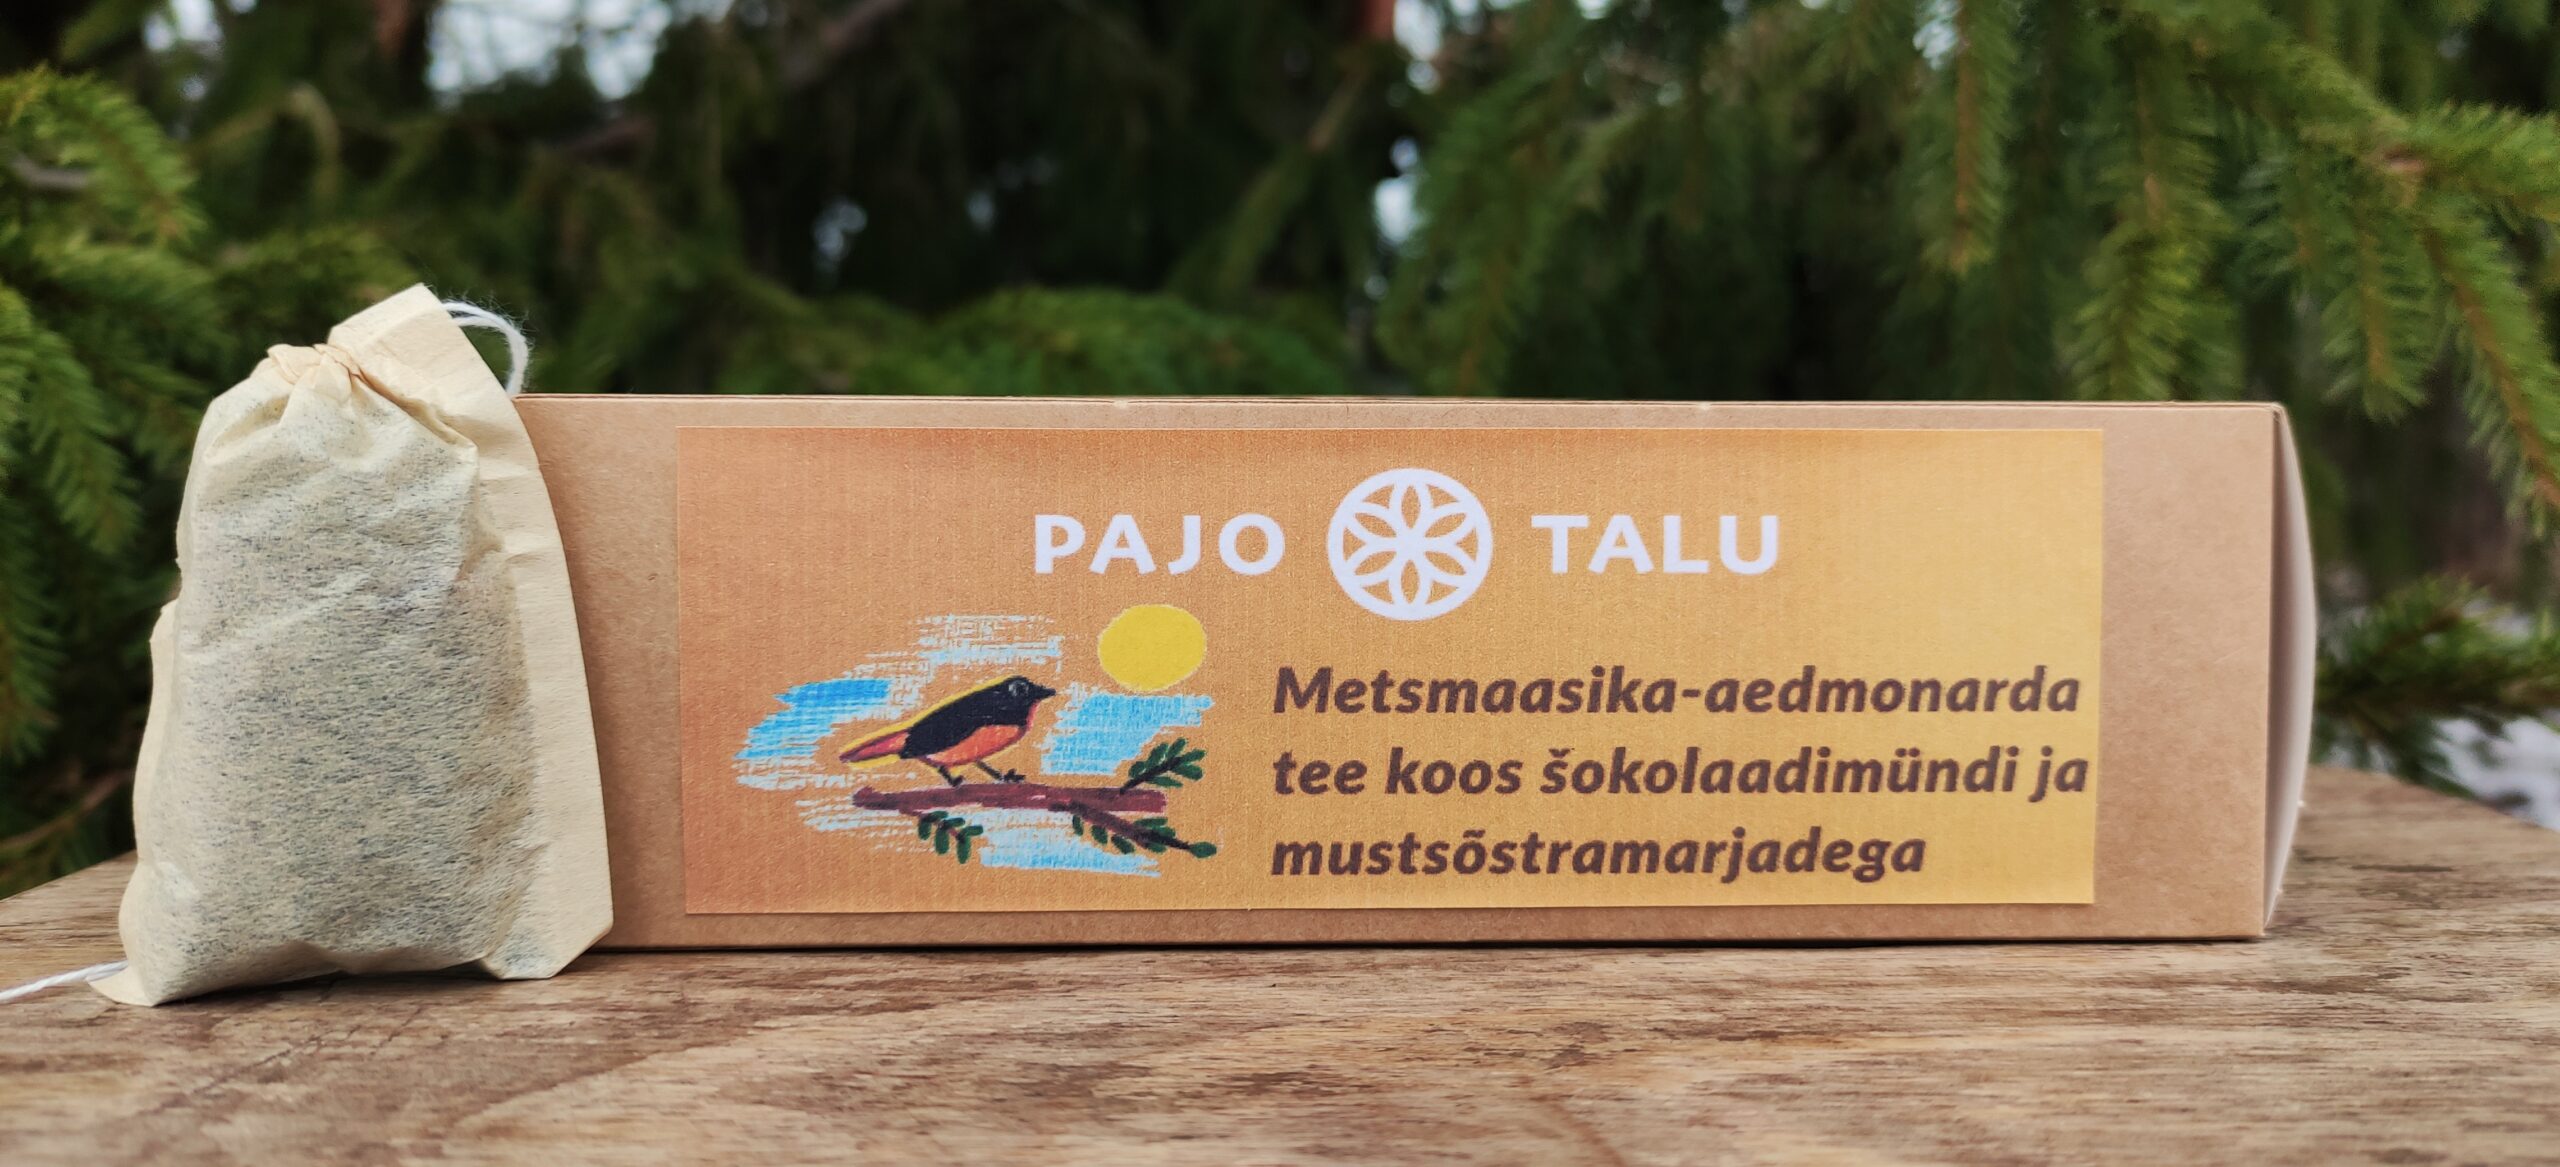 PAJO TALU
Metsmaasika-aedmonarda
tee koos šokolaadimündi ja
mustsõstramarjadega